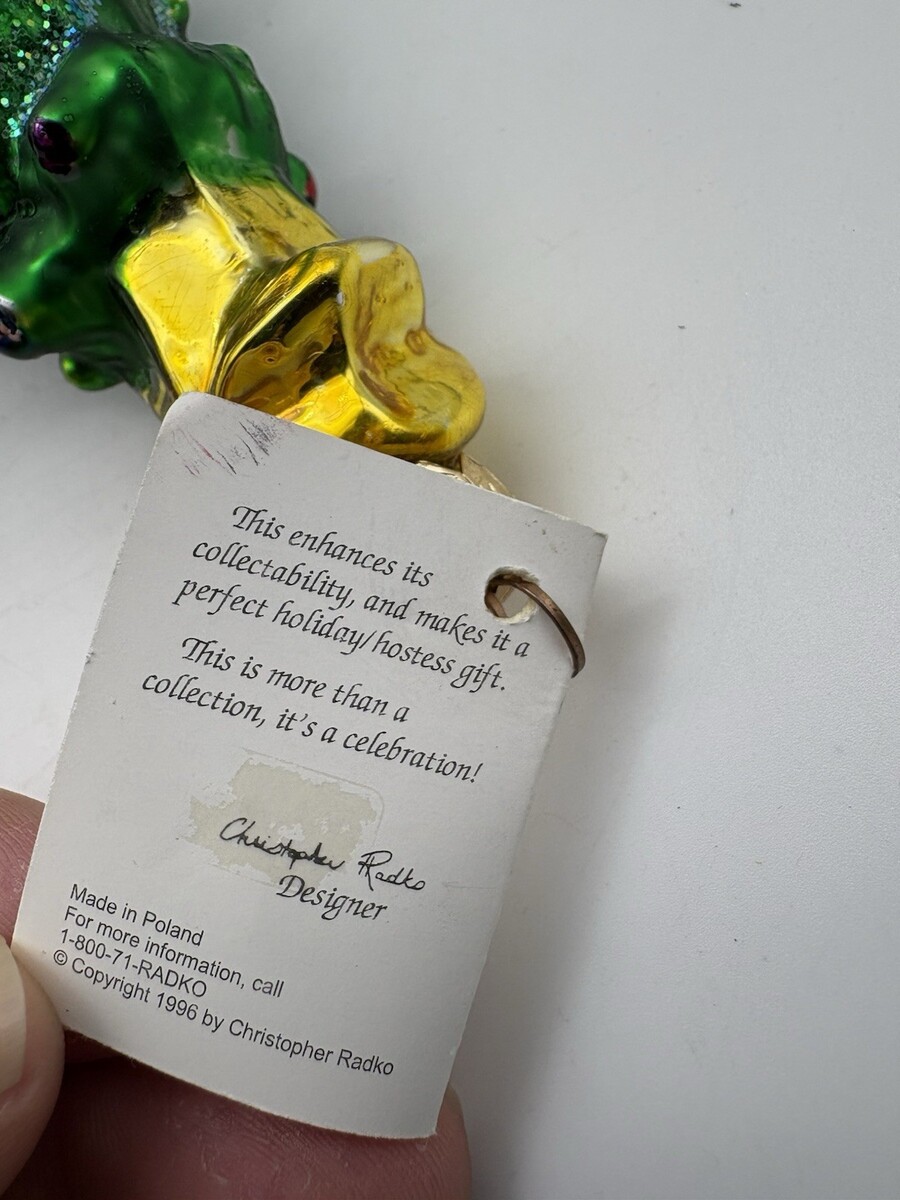 This enhances its
collectability, and makes it a
perfect holiday/hostess gift.
This is more than a
collection, it's a celebration!
Christopher Radko
Designer
Made in Poland
For more information, call
1-800-71-RADKO
© Copyright 1996 by Christopher Radko